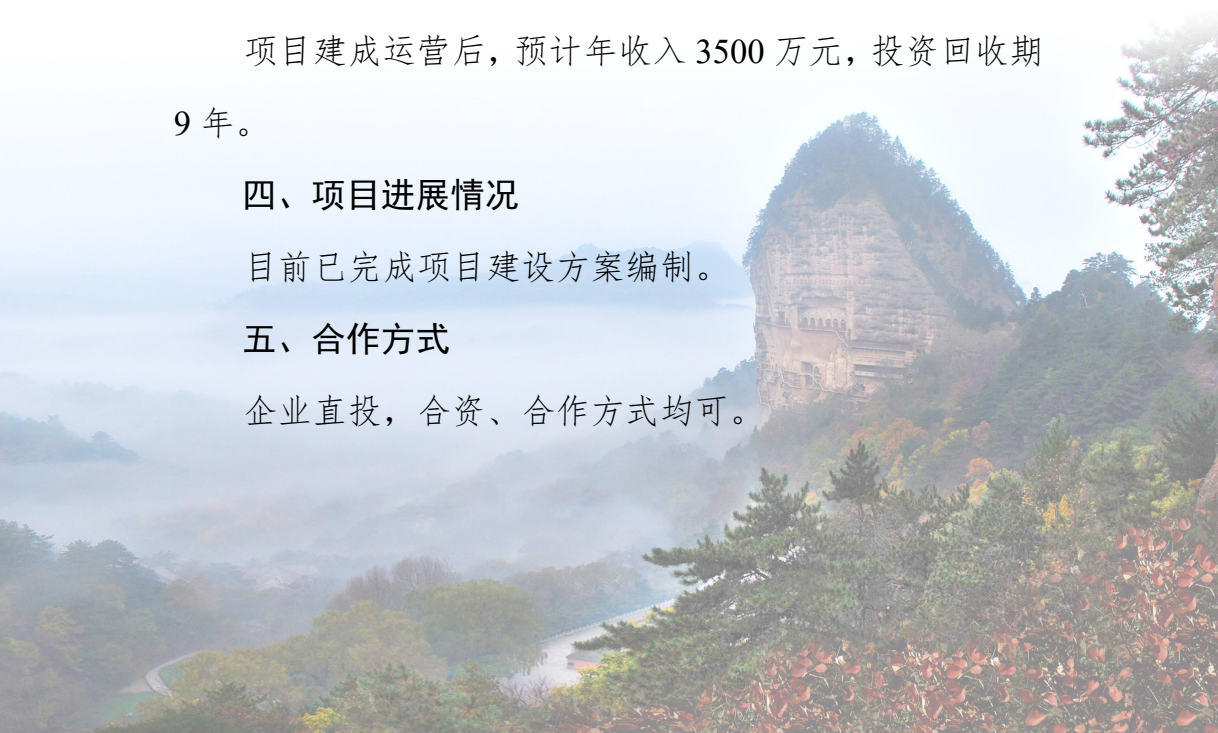 项目建成运营后，预计年收入 3500 万元，投资回收期
9 年。
四、项目进展情况
目前已完成项目建设方案编制。
五、合作方式
企业直投，合资、合作方式均可。